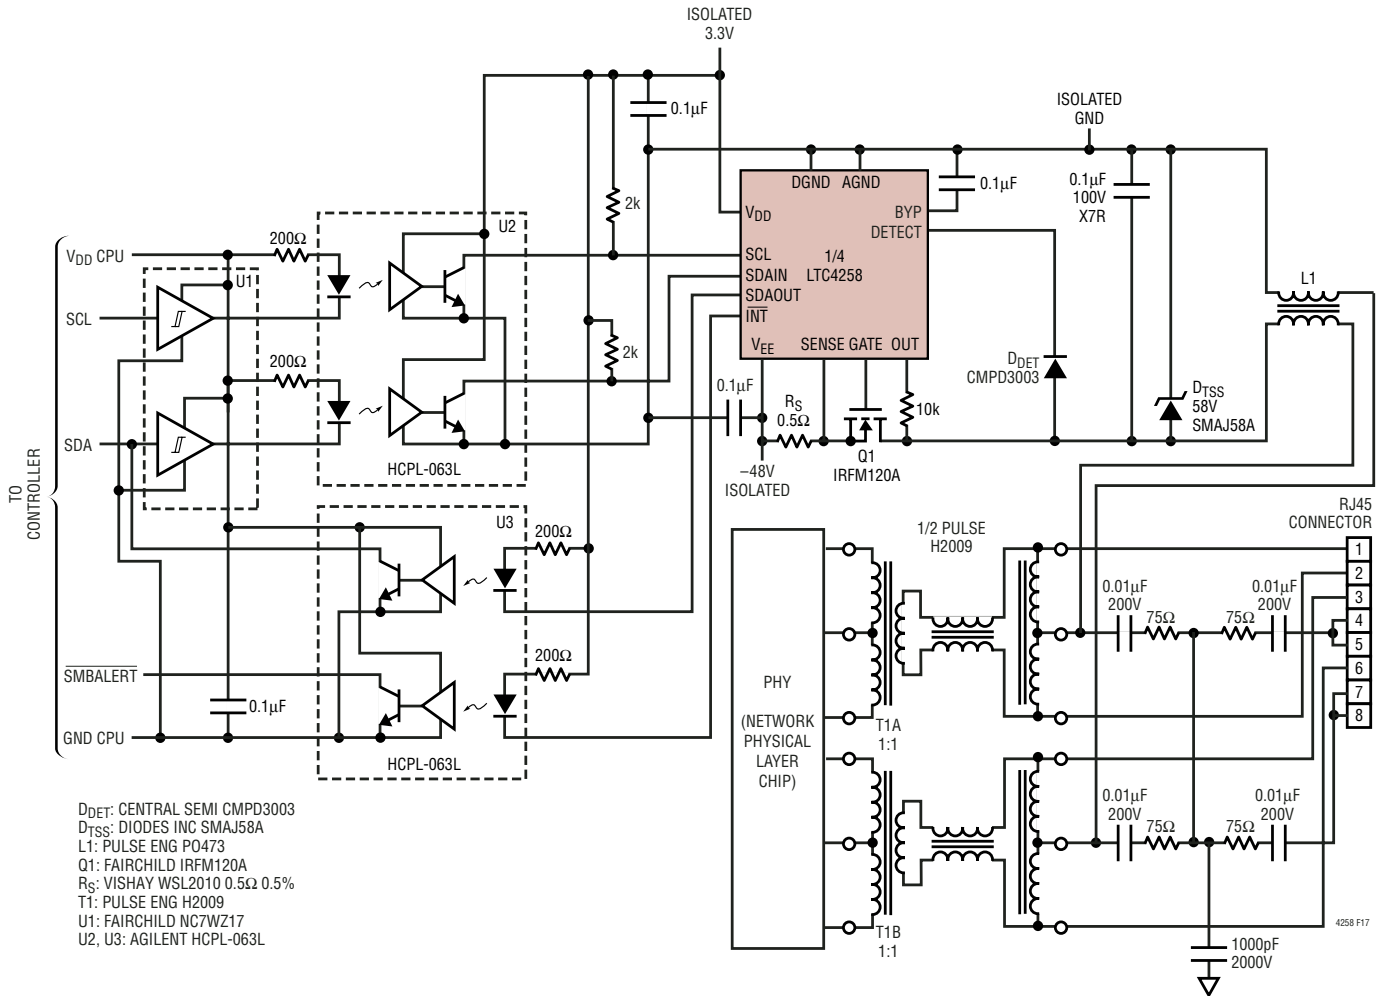 ISOLATED
3.3V
0.1µF
ISOLATED
GND
DGND AGND
0.1µF
0.1µF
100V
X7R
2k
VDD
BYP
DETECT
U2
200Ω
VDD CPU
SCL
SDAIN
SDAOUT
INT
1/4
LTC4258
U1
SCL
L1
VEE
SENSE GATE OUT
2k
200Ω
DDET
CMPD3003
0.1µF
RS
0.5Ω
10k
DTSS
58V
SMAJ58A
SDA
HCPL-063L
Q1
IRFM120A
–48V
ISOLATED
TO
CONTROLLER
RJ45
CONNECTOR
U3
200Ω
1/2 PULSE
H2009
1
2
3
4
5
6
7
8
0.01µF
200V
0.01µF
200V
75Ω
75Ω
200Ω
SMBALERT
PHY
(NETWORK
PHYSICAL
LAYER
CHIP)
0.1µF
T1A
1:1
GND CPU
HCPL-063L
0.01µF
200V
0.01µF
200V
75Ω
75Ω
T1B
1:1
1000pF
2000V
DDET: CENTRAL SEMI CMPD3003
DTSS: DIODES INC SMAJ58A
L1: PULSE ENG PO473
Q1: FAIRCHILD IRFM120A
RS: VISHAY WSL2010 0.5Ω 0.5%
T1: PULSE ENG H2009
U1: FAIRCHILD NC7WZ17
U2, U3: AGILENT HCPL-063L
4258 F17